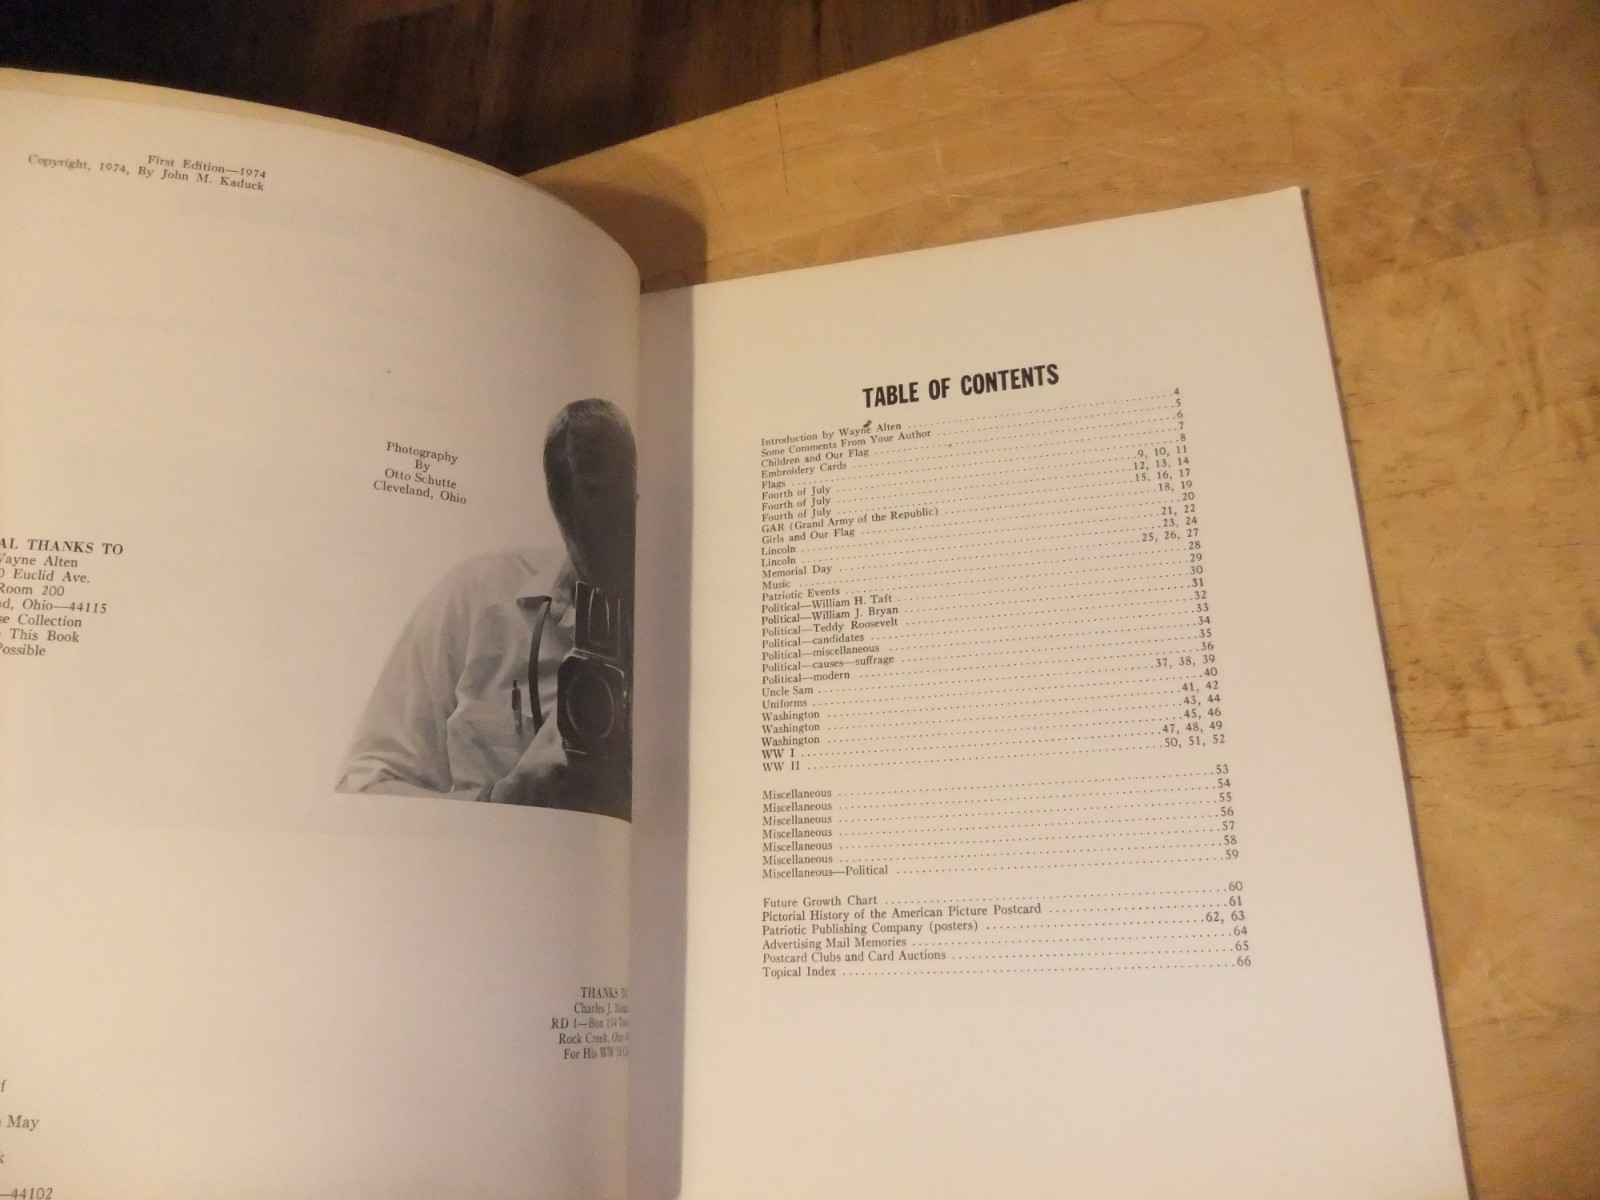 First Edition—1974
Copyright, 1974, By John M. Kaduck
Photography
By
Otto Schutte
Cleveland, Ohio
THANKS TO
Wayne Alten
Euclid Ave.
Room 200
Ohio—44115
Collection
This Book
Possible
THANKS
Charles J.
RD 1—Box 154
Rock Creek,
For His WW II
May
—44102
TABLE OF CONTENTS
Introduction by Wayne Alten 4
Some Comments From Your Author 5
Children and Our Flag 6
Embroidery Cards 7
Flags 8
Fourth of July 9, 10, 11
Fourth of July 12, 13, 14
Fourth of July 15, 16, 17
GAR (Grand Army of the Republic) 18, 19
Girls and Our Flag 20
Lincoln 21, 22
Lincoln 23, 24
Memorial Day 25, 26, 27
Music 28
Patriotic Events 29
Political—William H. Taft 30
Political—William J. Bryan 31
Political—Teddy Roosevelt 32
Political—candidates 33
Political—miscellaneous 34
Political—causes—suffrage 35
Political—modern 36
Uncle Sam 37, 38, 39
Uniforms 40
Washington 41, 42
Washington 43, 44
Washington 45, 46
WW I 47, 48, 49
WW II 50, 51, 52
Miscellaneous 53
Miscellaneous 54
Miscellaneous 55
Miscellaneous 56
Miscellaneous 57
Miscellaneous 58
Miscellaneous—Political 59
Future Growth Chart 60
Pictorial History of the American Picture Postcard 61
Patriotic Publishing Company (posters) 62, 63
Advertising Mail Memories 64
Postcard Clubs and Card Auctions 65
Topical Index 66